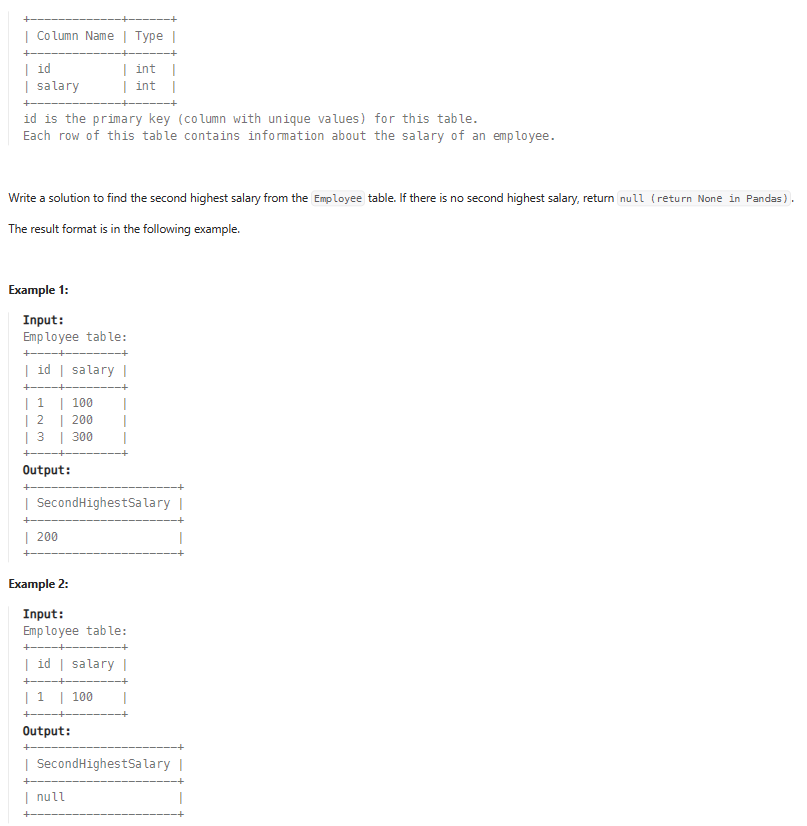 +-------------+------+
| Column Name | Type |
+-------------+------+
| id          | int  |
| salary      | int  |
+-------------+------+
id is the primary key (column with unique values) for this table.
Each row of this table contains information about the salary of an employee.
Write a solution to find the second highest salary from the Employee table. If there is no second highest salary, return null (return None in Pandas).
The result format is in the following example.
Example 1:
Input:
Employee table:
+----+--------+
| id | salary |
+----+--------+
| 1  | 100    |
| 2  | 200    |
| 3  | 300    |
+----+--------+
Output:
+---------------------+
| SecondHighestSalary |
+---------------------+
| 200                 |
+---------------------+
Example 2:
Input:
Employee table:
+----+--------+
| id | salary |
+----+--------+
| 1  | 100    |
+----+--------+
Output:
+---------------------+
| SecondHighestSalary |
+---------------------+
| null                |
+---------------------+